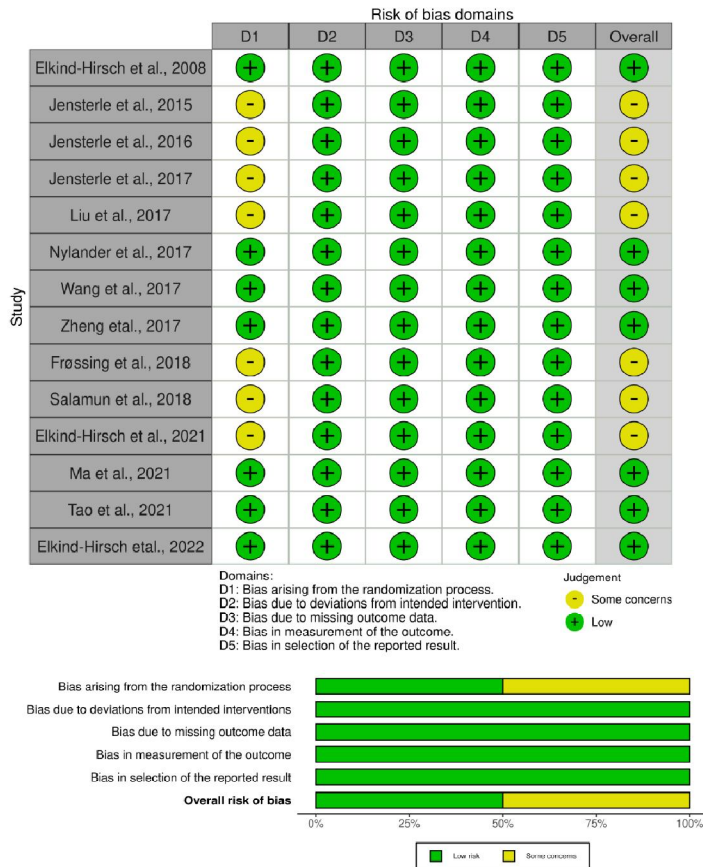 Risk of bias domains
D1 D2 D3 D4 D5 Overall
Study
Elkind-Hirsch et al., 2008 + + + + + +
Jensterle et al., 2015 - + + + + -
Jensterle et al., 2016 - + + + + -
Jensterle et al., 2017 - + + + + -
Liu et al., 2017 - + + + + -
Nylander et al., 2017 + + + + + +
Wang et al., 2017 + + + + + +
Zheng etal., 2017 + + + + + +
Frøssing et al., 2018 - + + + + -
Salamun et al., 2018 - + + + + -
Elkind-Hirsch et al., 2021 - + + + + -
Ma et al., 2021 + + + + + +
Tao et al., 2021 + + + + + +
Elkind-Hirsch etal., 2022 + + + + + +
Domains:
D1: Bias arising from the randomization process.
D2: Bias due to deviations from intended intervention.
D3: Bias due to missing outcome data.
D4: Bias in measurement of the outcome.
D5: Bias in selection of the reported result.
Judgement
- Some concerns
+ Low
Bias arising from the randomization process
Bias due to deviations from intended interventions
Bias due to missing outcome data
Bias in measurement of the outcome
Bias in selection of the reported result
Overall risk of bias
0% 25% 50% 75% 100%
Low risk Some concerns